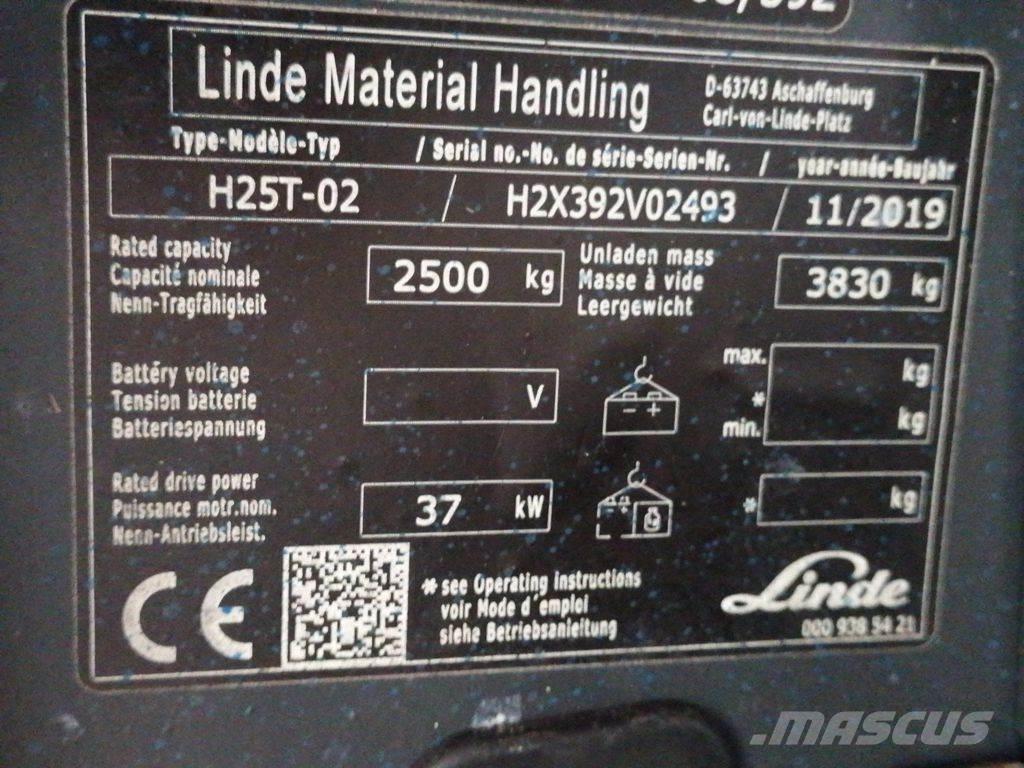 Linde Material Handling
D-63743 Aschaffenburg
Carl-von-Linde-Platz
Type-Modèle-Typ / Serial no.-No. de série-Serien-Nr. / year-année-Baujahr
H25T-02 / H2X392V02493 / 11/2019
Rated capacity
Capacité nominale
Nenn-Tragfähigkeit
2500 kg
Unladen mass
Masse à vide
Leergewicht
3830 kg
Battéry voltage
Tension batterie
Batteriespannung
V
- +
max. kg
*
min. kg
Rated drive power
Puissance motr.nom.
Nenn-Antriebsleist.
37 kW
* kg
CE
* see Operating instructions
voir Mode d'emploi
siehe Betriebsanleitung
Linde
000 938 54 21
.MASCUS